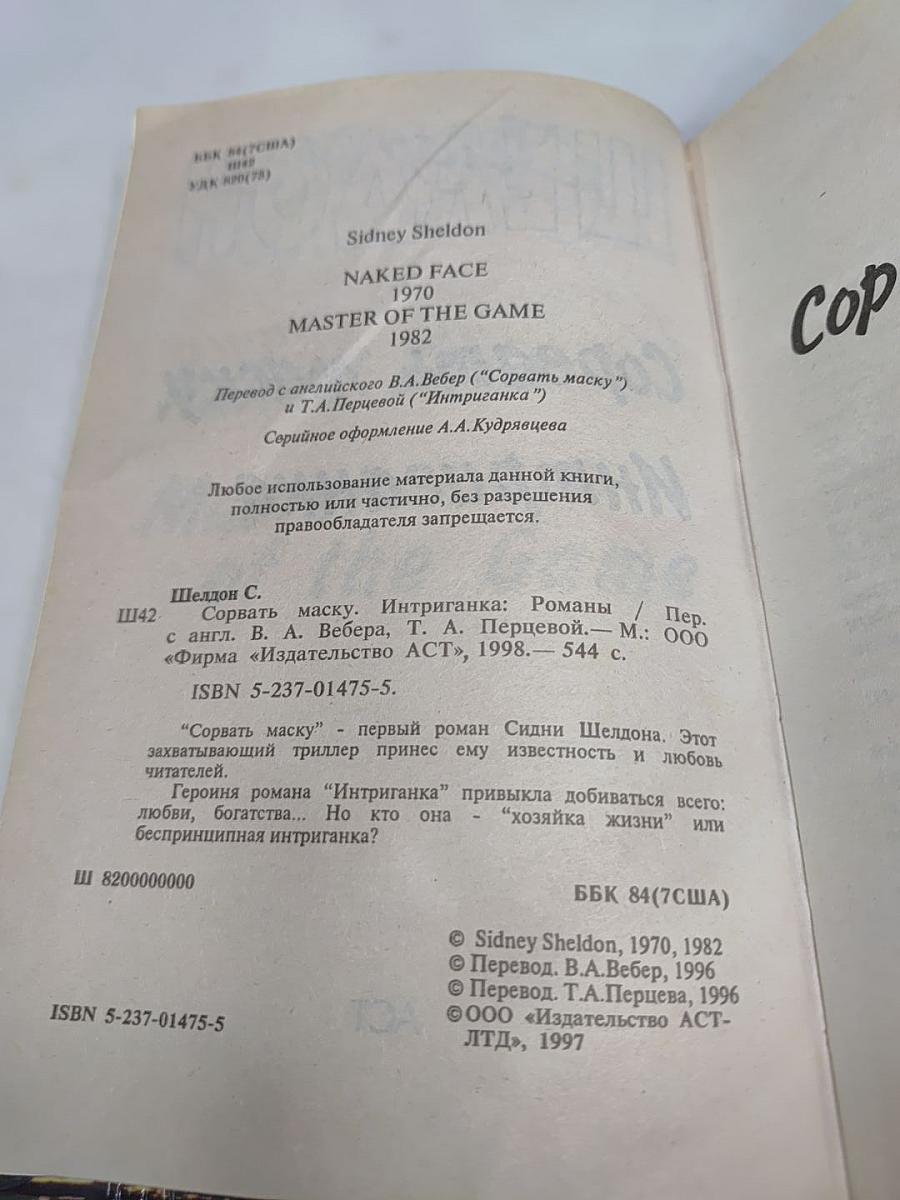 ББК 84(7США)
Ш42
УДК 820(73)
Sidney Sheldon
NAKED FACE
1970
MASTER OF THE GAME
1982
Перевод с английского В.А.Вебер (“Сорвать маску”)
и Т.А.Перцевой (“Интриганка”)
Серийное оформление А.А.Кудрявцева
Любое использование материала данной книги,
полностью или частично, без разрешения
правообладателя запрещается.
Шелдон С.
Ш42 Сорвать маску. Интриганка: Романы / Пер.
с англ. В. А. Вебера, Т. А. Перцевой.— М.: ООО
«Фирма «Издательство АСТ», 1998.— 544 с.
ISBN 5-237-01475-5.
“Сорвать маску” - первый роман Сидни Шелдона. Этот
захватывающий триллер принес ему известность и любовь
читателей.
Героиня романа “Интриганка” привыкла добиваться всего:
любви, богатства... Но кто она - “хозяйка жизни” или
беспринципная интриганка?
Ш 8200000000
ББК 84(7США)
© Sidney Sheldon, 1970, 1982
© Перевод. В.А.Вебер, 1996
© Перевод. Т.А.Перцева, 1996
© ООО «Издательство АСТ-
ЛТД», 1997
ISBN 5-237-01475-5
Сор